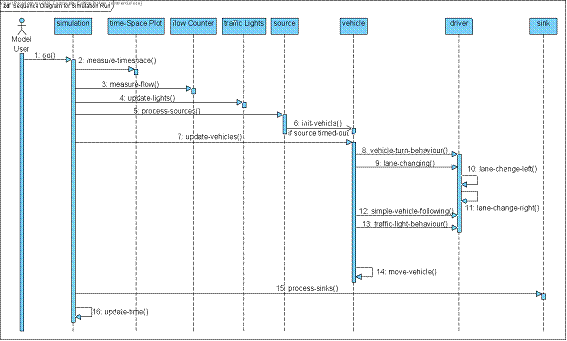 sd Sequence Diagram for Simulation Run
simulation
time-Space Plot
flow Counter
traffic Lights
source
vehicle
driver
sink
Model
User
1: go()
2: measure-timespace()
3: measure-flow()
4: update-lights()
5: process-sources()
6: init-vehicle()
if source timed-out
7: update-vehicles()
8: vehicle-turn-behaviour()
9: lane-changing()
10: lane-change-left()
11: lane-change-right()
12: simple-vehicle-following()
13: traffic-light-behaviour()
14: move-vehicle()
15: process-sinks()
16: update-time()